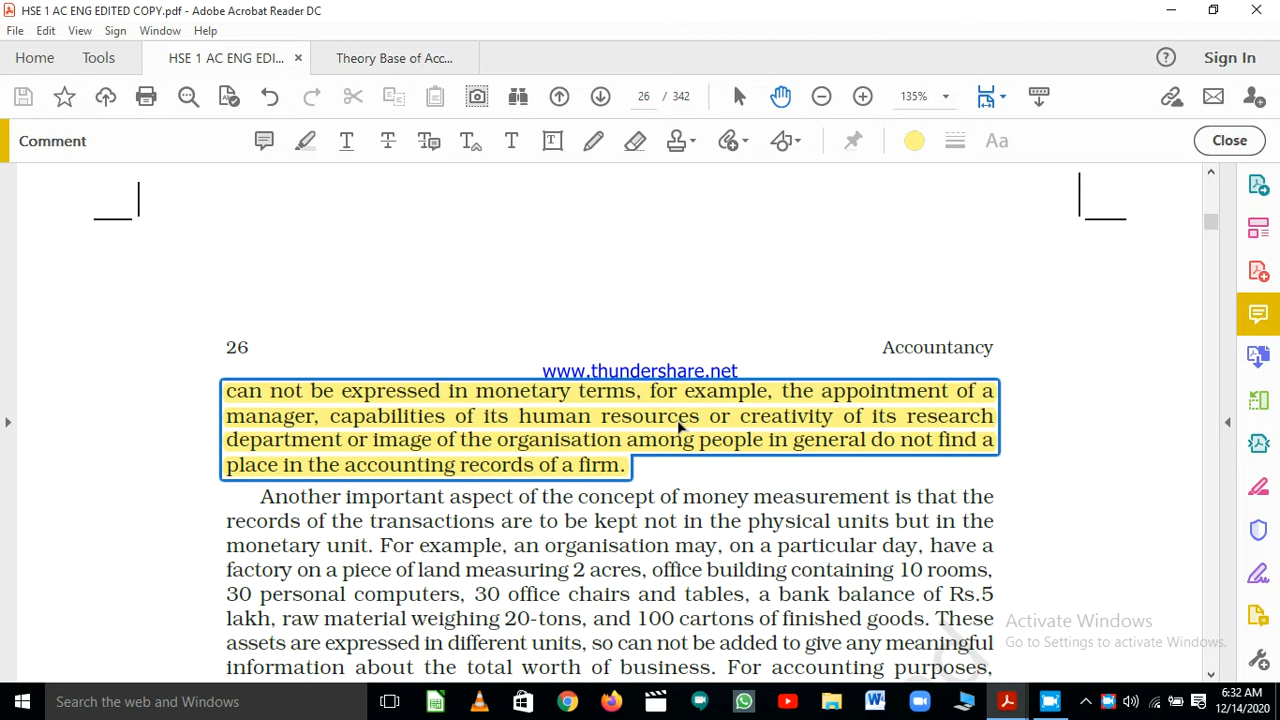 HSE 1 AC ENG EDITED COPY.pdf - Adobe Acrobat Reader DC
File Edit View Sign Window Help
Home Tools HSE 1 AC ENG EDI... × Theory Base of Acc... ? Sign In
26 / 342 135%
Comment T T T T T Aa Close
26 Accountancy
www.thundershare.net
can not be expressed in monetary terms, for example, the appointment of a
manager, capabilities of its human resources or creativity of its research
department or image of the organisation among people in general do not find a
place in the accounting records of a firm.
Another important aspect of the concept of money measurement is that the
records of the transactions are to be kept not in the physical units but in the
monetary unit. For example, an organisation may, on a particular day, have a
factory on a piece of land measuring 2 acres, office building containing 10 rooms,
30 personal computers, 30 office chairs and tables, a bank balance of Rs.5
lakh, raw material weighing 20-tons, and 100 cartons of finished goods. These
assets are expressed in different units, so can not be added to give any meaningful
information about the total worth of business. For accounting purposes,
Activate Windows
Go to Settings to activate Windows.
Search the web and Windows
6:32 AM
12/14/2020